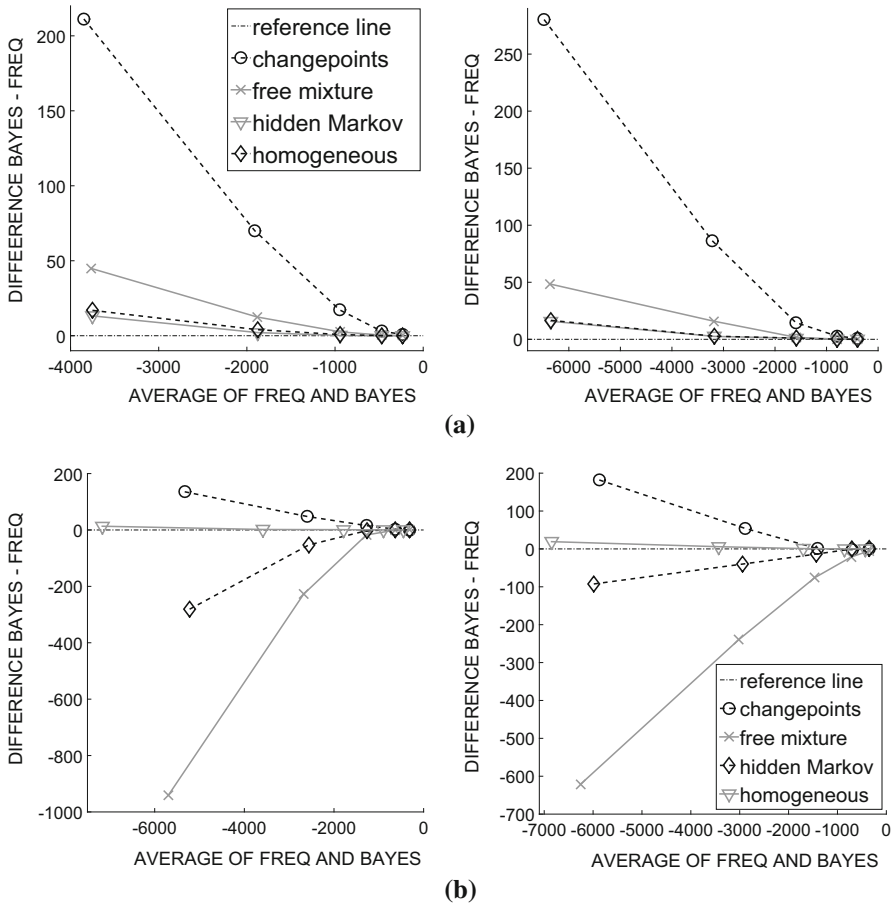 DIFFEERENCE BAYES - FREQ
200
150
100
50
0
-4000 -3000 -2000 -1000 0
AVERAGE OF FREQ AND BAYES
reference line
changepoints
free mixture
hidden Markov
homogeneous
DIFFERENCE BAYES - FREQ
250
200
150
100
50
0
-6000 -5000 -4000 -3000 -2000 -1000 0
AVERAGE OF FREQ AND BAYES
(a)
DIFFERENCE BAYES - FREQ
200
0
-200
-400
-600
-800
-1000
-6000 -4000 -2000 0
AVERAGE OF FREQ AND BAYES
DIFFERENCE BAYES - FREQ
200
100
0
-100
-200
-300
-400
-500
-600
-700
-7000 -6000 -5000 -4000 -3000 -2000 -1000 0
AVERAGE OF FREQ AND BAYES
reference line
changepoints
free mixture
hidden Markov
homogeneous
(b)